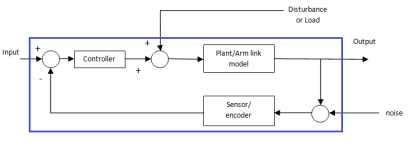 Disturbance
or Load
Input
+
-
Controller
+
+
Plant/Arm link
model
Output
Sensor/
encoder
noise